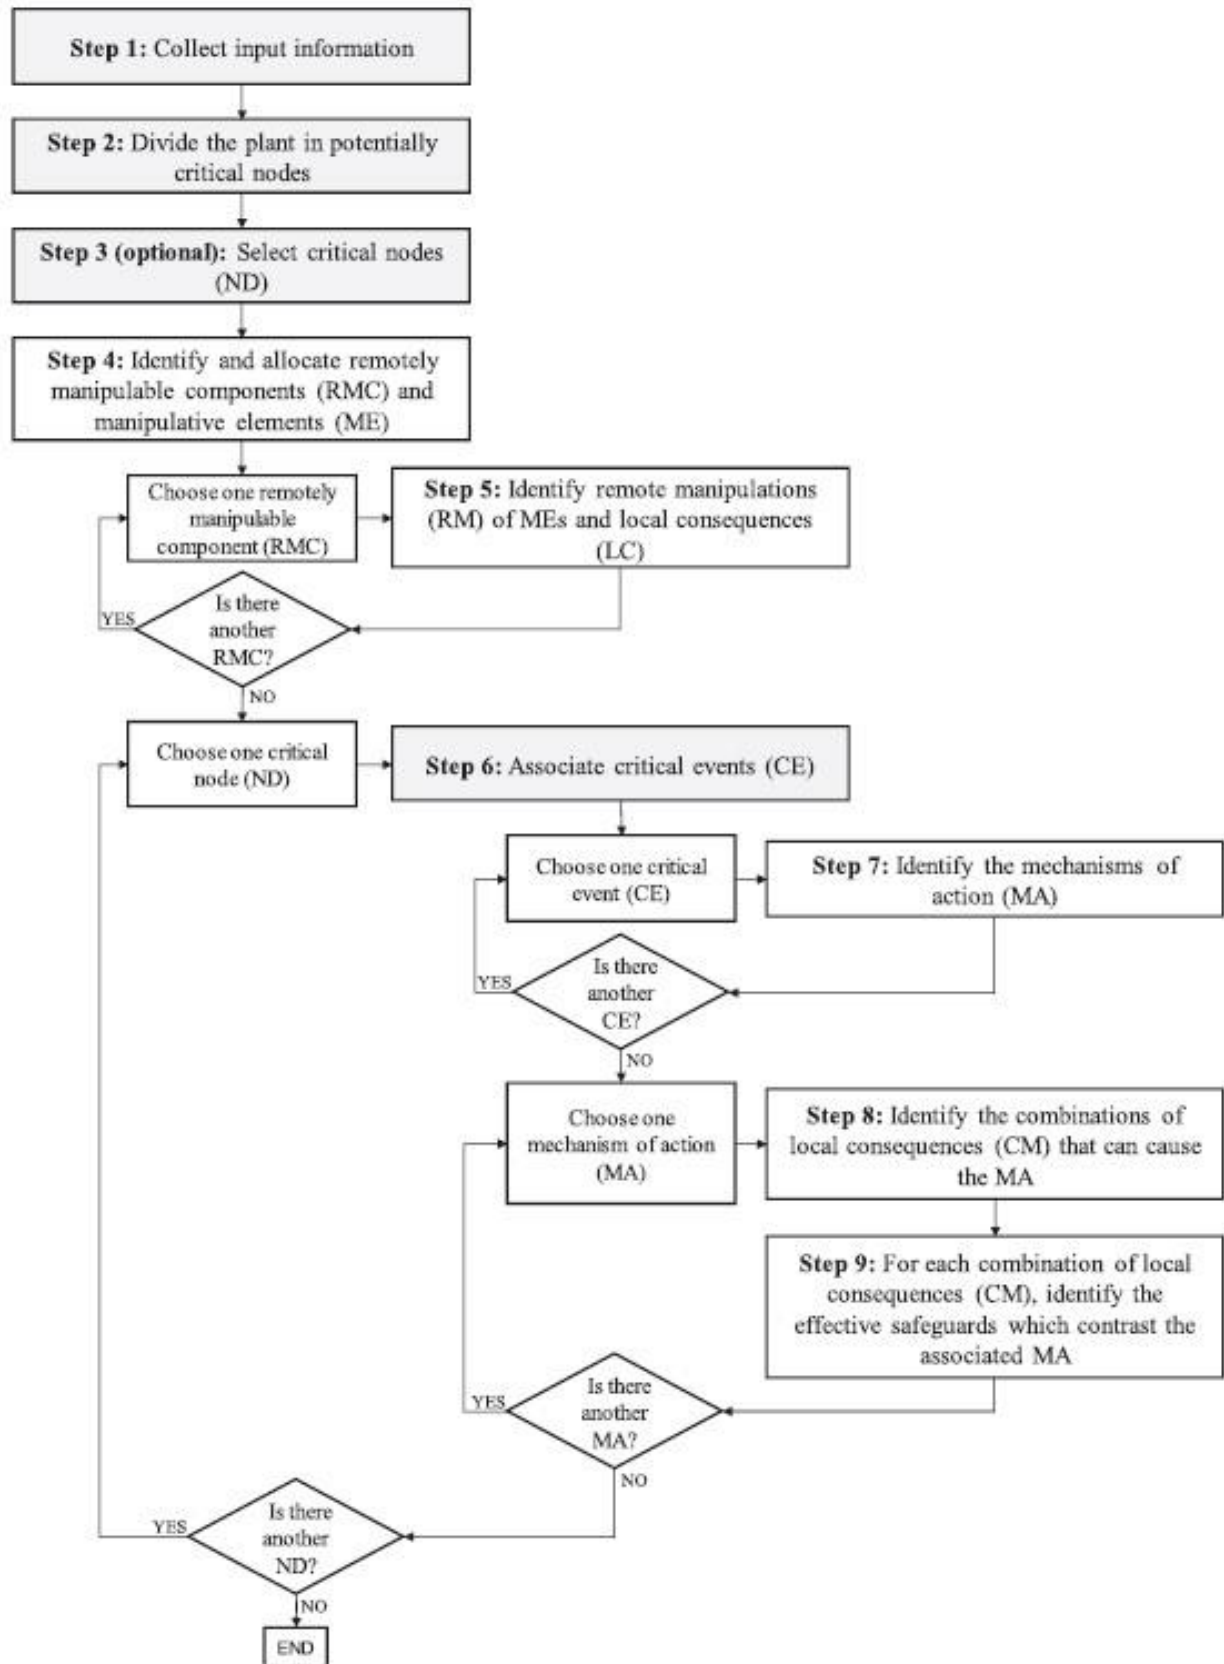 Step 1: Collect input information
Step 2: Divide the plant in potentially
critical nodes
Step 3 (optional): Select critical nodes
(ND)
Step 4: Identify and allocate remotely
manipulable components (RMC) and
manipulative elements (ME)
Choose one remotely
manipulable
component (RMC)
Step 5: Identify remote manipulations
(RM) of MEs and local consequences
(LC)
Is there
another
RMC?
YES
NO
Choose one critical
node (ND)
Step 6: Associate critical events (CE)
Choose one critical
event (CE)
Step 7: Identify the mechanisms of
action (MA)
Is there
another
CE?
YES
NO
Choose one
mechanism of action
(MA)
Step 8: Identify the combinations of
local consequences (CM) that can cause
the MA
Step 9: For each combination of local
consequences (CM), identify the
effective safeguards which contrast the
associated MA
Is there
another
MA?
YES
NO
Is there
another
ND?
YES
NO
END